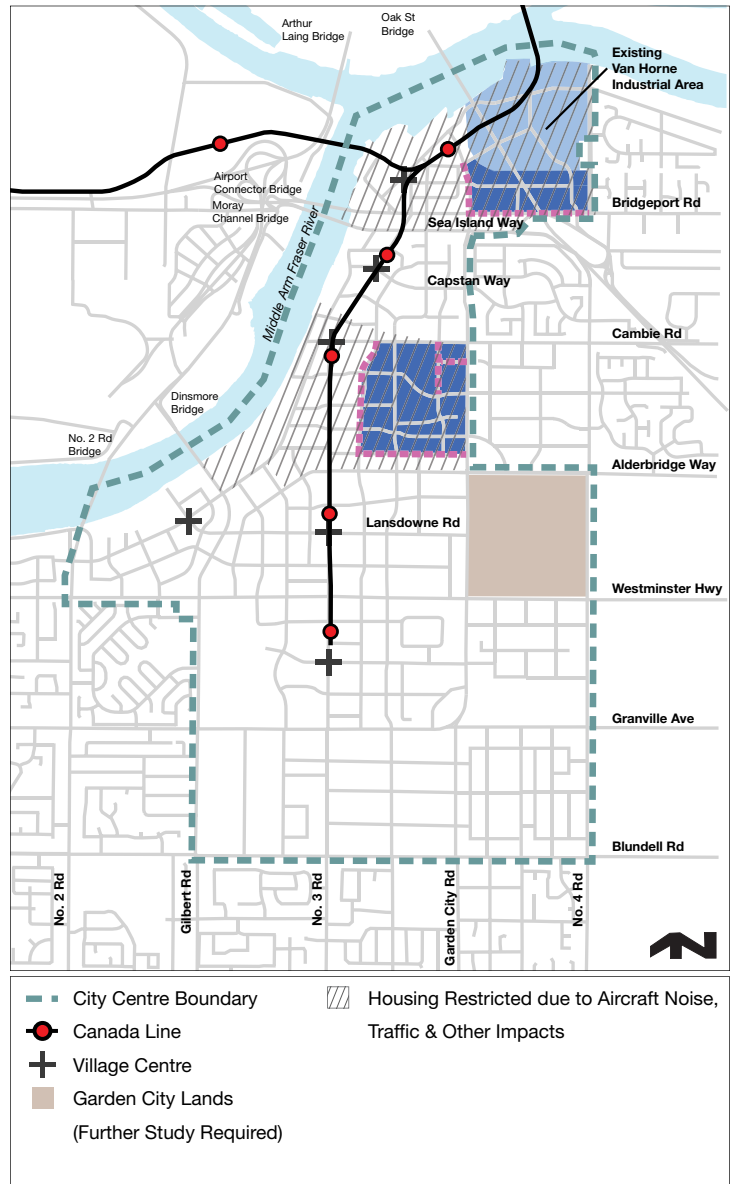 Arthur
Laing Bridge
Oak St
Bridge
Existing
Van Horne
Industrial Area
Airport
Connector Bridge
Moray
Channel Bridge
Bridgeport Rd
Sea Island Way
Middle Arm Fraser River
Capstan Way
Cambie Rd
Dinsmore
Bridge
No. 2 Rd
Bridge
Alderbridge Way
Lansdowne Rd
Westminster Hwy
Granville Ave
Blundell Rd
No. 2 Rd
Gilbert Rd
No. 3 Rd
Garden City Rd
No. 4 Rd
N
City Centre Boundary
Canada Line
Village Centre
Garden City Lands
(Further Study Required)
Housing Restricted due to Aircraft Noise,
Traffic & Other Impacts